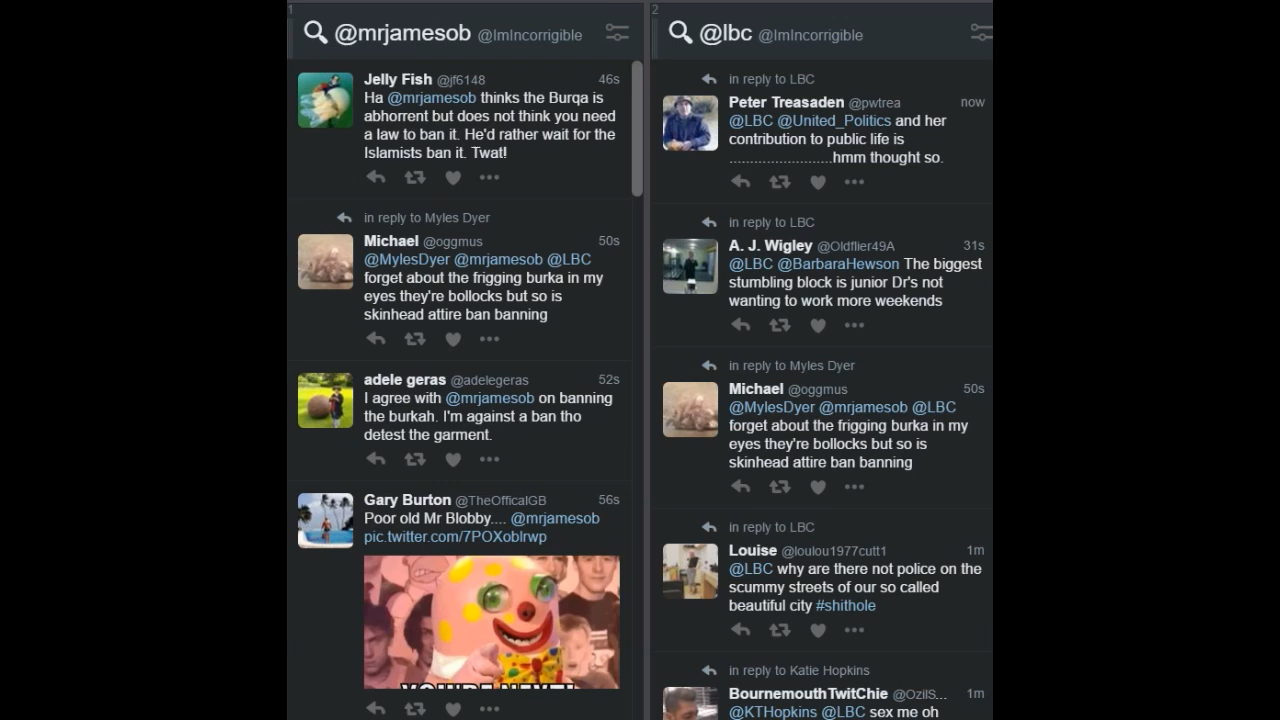 1
@mrjamesob @ImIncorrigible
Jelly Fish @jf6148 46s
Ha @mrjamesob thinks the Burqa is
abhorrent but does not think you need
a law to ban it. He'd rather wait for the
Islamists ban it. Twat!
in reply to Myles Dyer
Michael @oggmus 50s
@MylesDyer @mrjamesob @LBC
forget about the frigging burka in my
eyes they're bollocks but so is
skinhead attire ban banning
adele geras @adelegeras 52s
I agree with @mrjamesob on banning
the burkah. I'm against a ban tho
detest the garment.
Gary Burton @TheOfficalGB 56s
Poor old Mr Blobby.... @mrjamesob
pic.twitter.com/7POXoblrwp
YOU'RE NEXT!
2
@lbc @ImIncorrigible
in reply to LBC
Peter Treasaden @pwtrea now
@LBC @United_Politics and her
contribution to public life is
.........................hmm thought so.
in reply to LBC
A. J. Wigley @Oldflier49A 31s
@LBC @BarbaraHewson The biggest
stumbling block is junior Dr's not
wanting to work more weekends
in reply to Myles Dyer
Michael @oggmus 50s
@MylesDyer @mrjamesob @LBC
forget about the frigging burka in my
eyes they're bollocks but so is
skinhead attire ban banning
in reply to LBC
Louise @loulou1977cutt1 1m
@LBC why are there not police on the
scummy streets of our so called
beautiful city #shithole
in reply to Katie Hopkins
BournemouthTwitChie @OzilS... 1m
@KTHopkins @LBC sex me oh